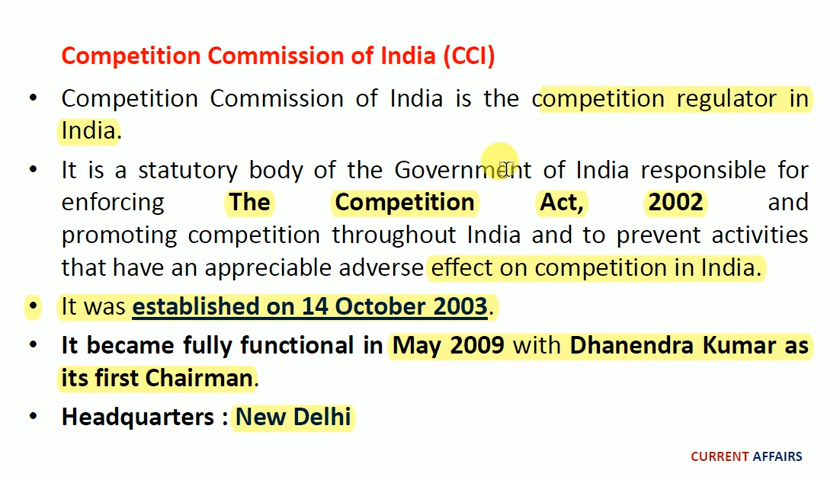 Competition Commission of India (CCI)
• Competition Commission of India is the competition regulator in
India.
• It is a statutory body of the Government of India responsible for
enforcing The Competition Act, 2002 and
promoting competition throughout India and to prevent activities
that have an appreciable adverse effect on competition in India.
• It was established on 14 October 2003.
• It became fully functional in May 2009 with Dhanendra Kumar as
its first Chairman.
• Headquarters : New Delhi
CURRENT AFFAIRS